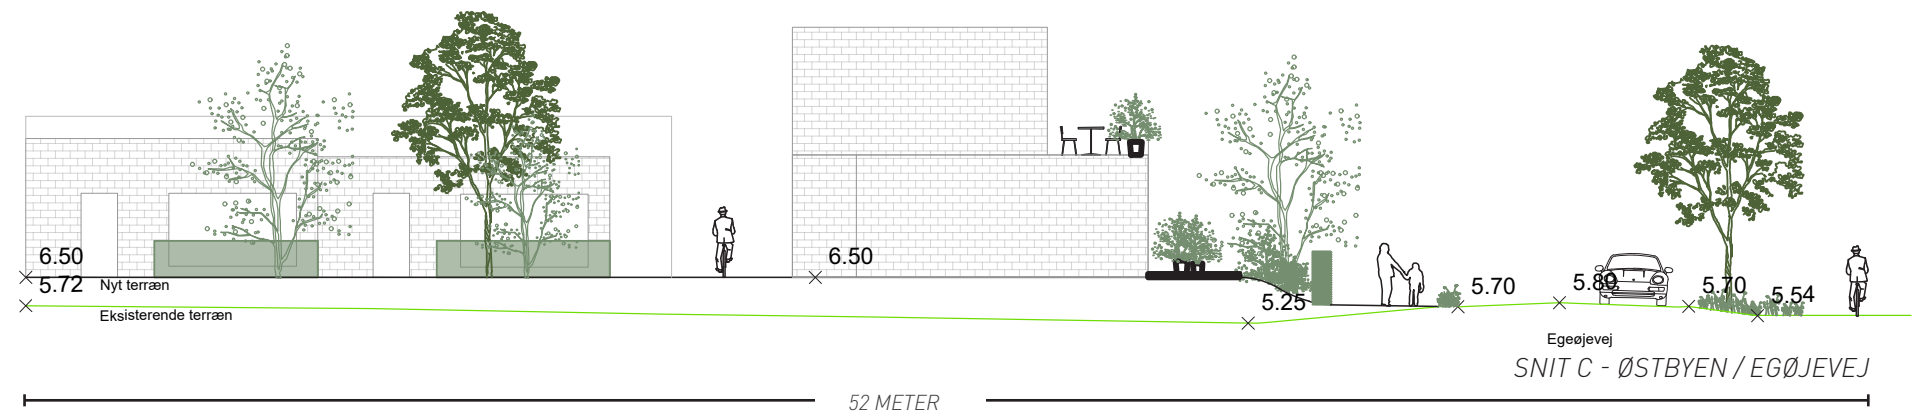 6.50
6.50
5.72 Nyt terræn
Eksisterende terræn
5.25
5.70
5.80
5.70
5.54
Egeøjevej
SNIT C - ØSTBYEN / EGØJEVEJ
52 METER